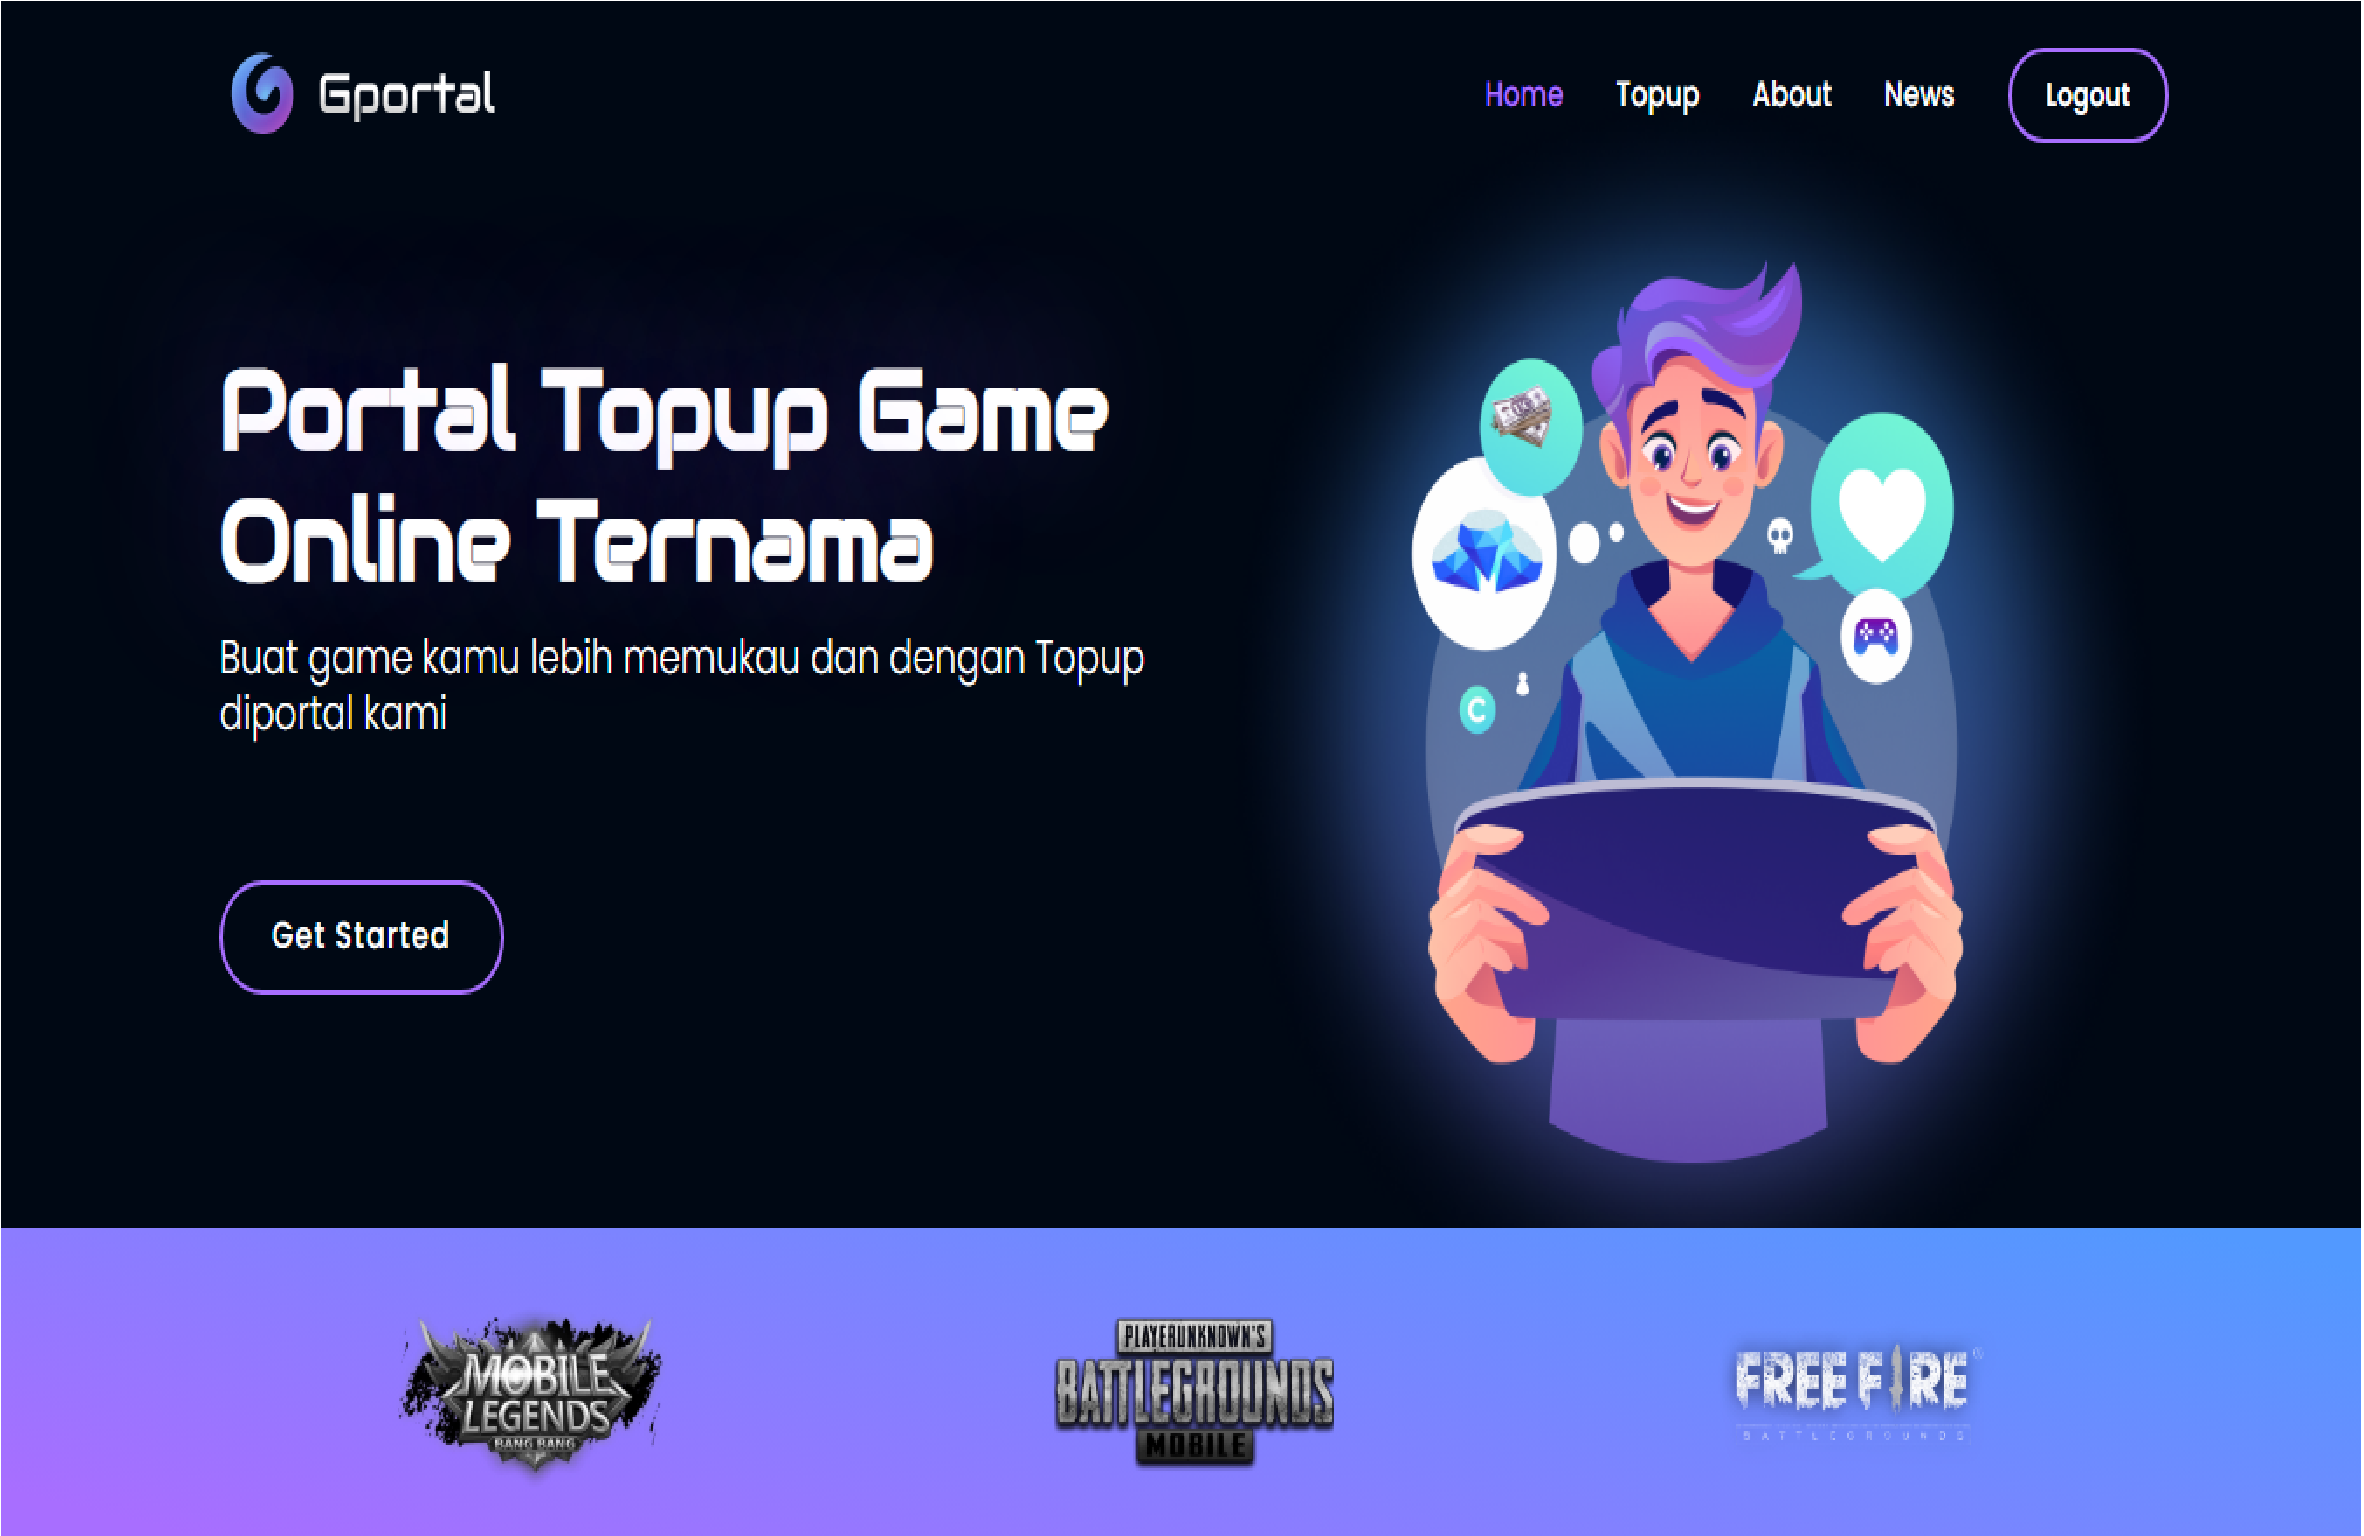 Gportal
Home Topup About News Logout
Portal Topup Game
Online Ternama
Buat game kamu lebih memukau dan dengan Topup
diportal kami
C
Get Started
MOBILE
LEGENDS
BANG BANG
PLAYERUNKNOWN'S
BATTLEGROUNDS
MOBILE
FREE FIRE
BATTLEGROUNDS